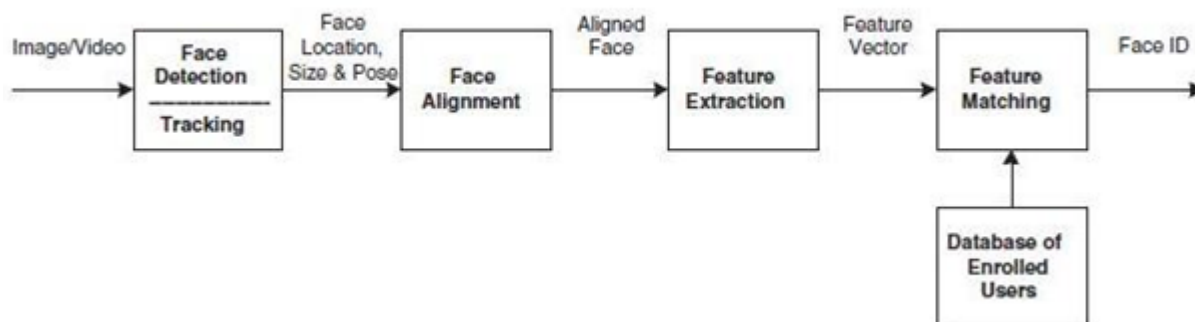 Image/Video
Face
Detection
Tracking
Face
Location,
Size & Pose
Face
Alignment
Aligned
Face
Feature
Extraction
Feature
Vector
Feature
Matching
Face ID
Database of
Enrolled
Users